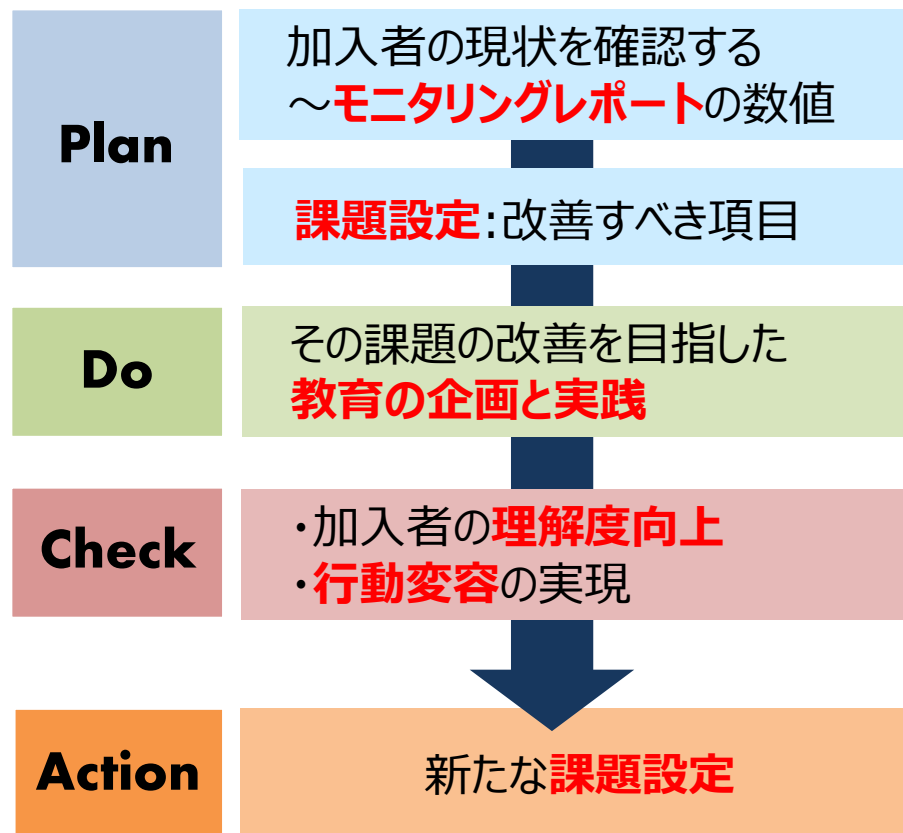 Plan
加入者の現状を確認する
～モニタリングレポートの数値
課題設定:改善すべき項目
Do
その課題の改善を目指した
教育の企画と実践
Check
・加入者の理解度向上
・行動変容の実現
Action
新たな課題設定